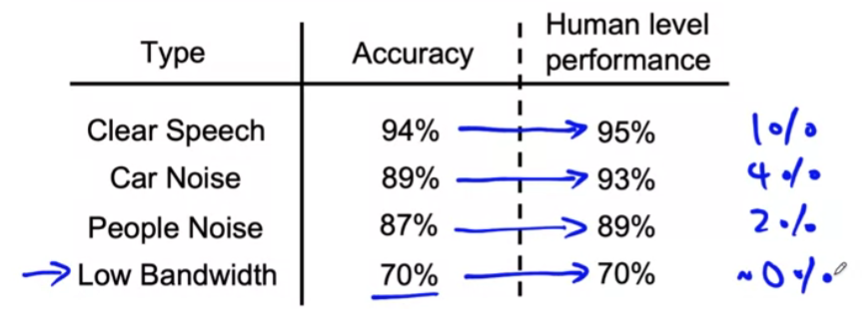 Type Accuracy Human level performance
Clear Speech 94% 95% 1%
Car Noise 89% 93% 4%
People Noise 87% 89% 2%
Low Bandwidth 70% 70% ~0%